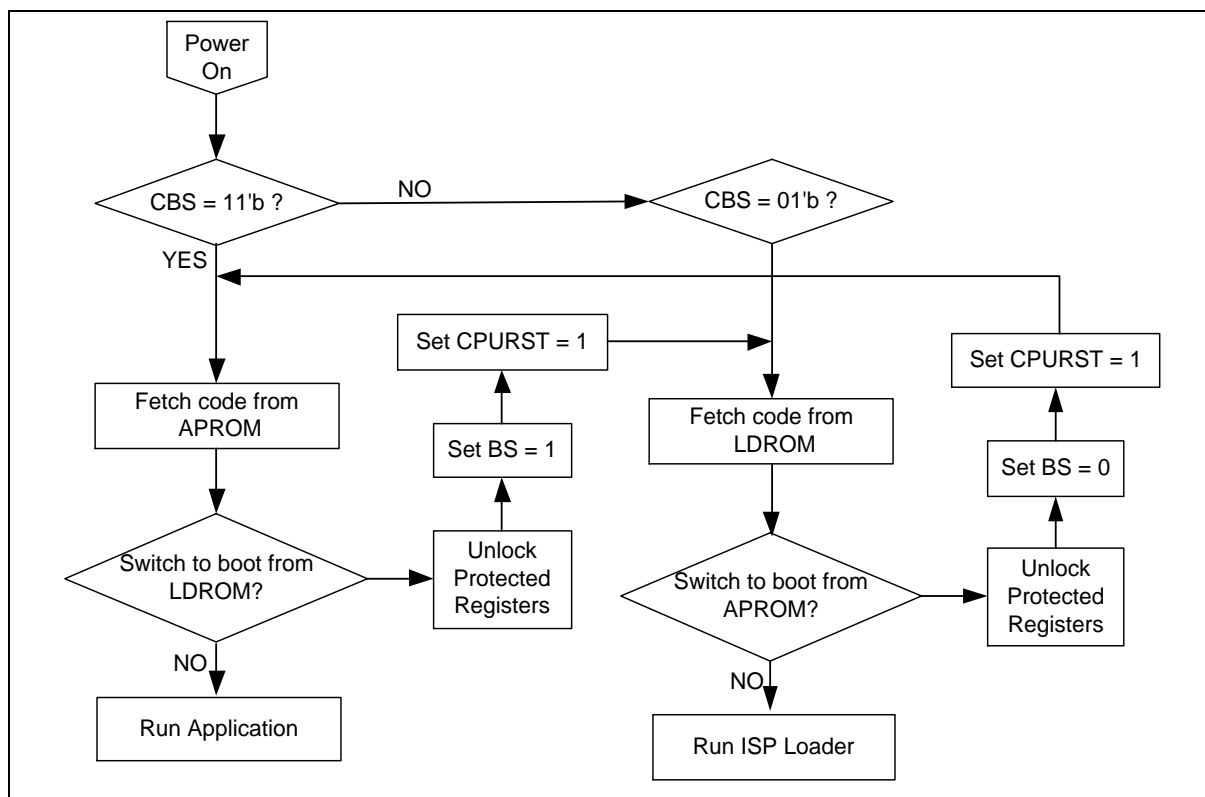 Power
On
CBS = 11'b ?
NO
CBS = 01'b ?
YES
Set CPURST = 1
Set CPURST = 1
Fetch code from
APROM
Fetch code from
LDROM
Set BS = 1
Set BS = 0
Switch to boot from
LDROM?
Unlock
Protected
Registers
Switch to boot from
APROM?
Unlock
Protected
Registers
NO
NO
Run Application
Run ISP Loader